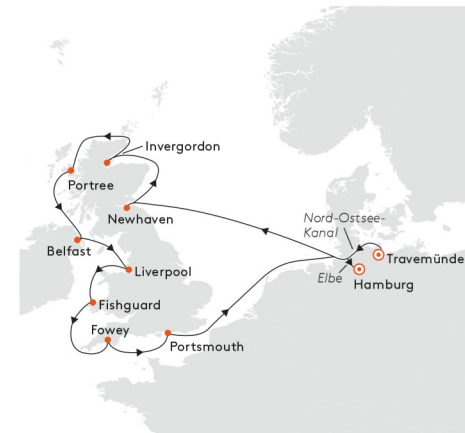 Invergordon
Portree
Newhaven
Nord-Ostsee-
Kanal
Belfast
Travemünde
Liverpool
Elbe
Hamburg
Fishguard
Fowey
Portsmouth